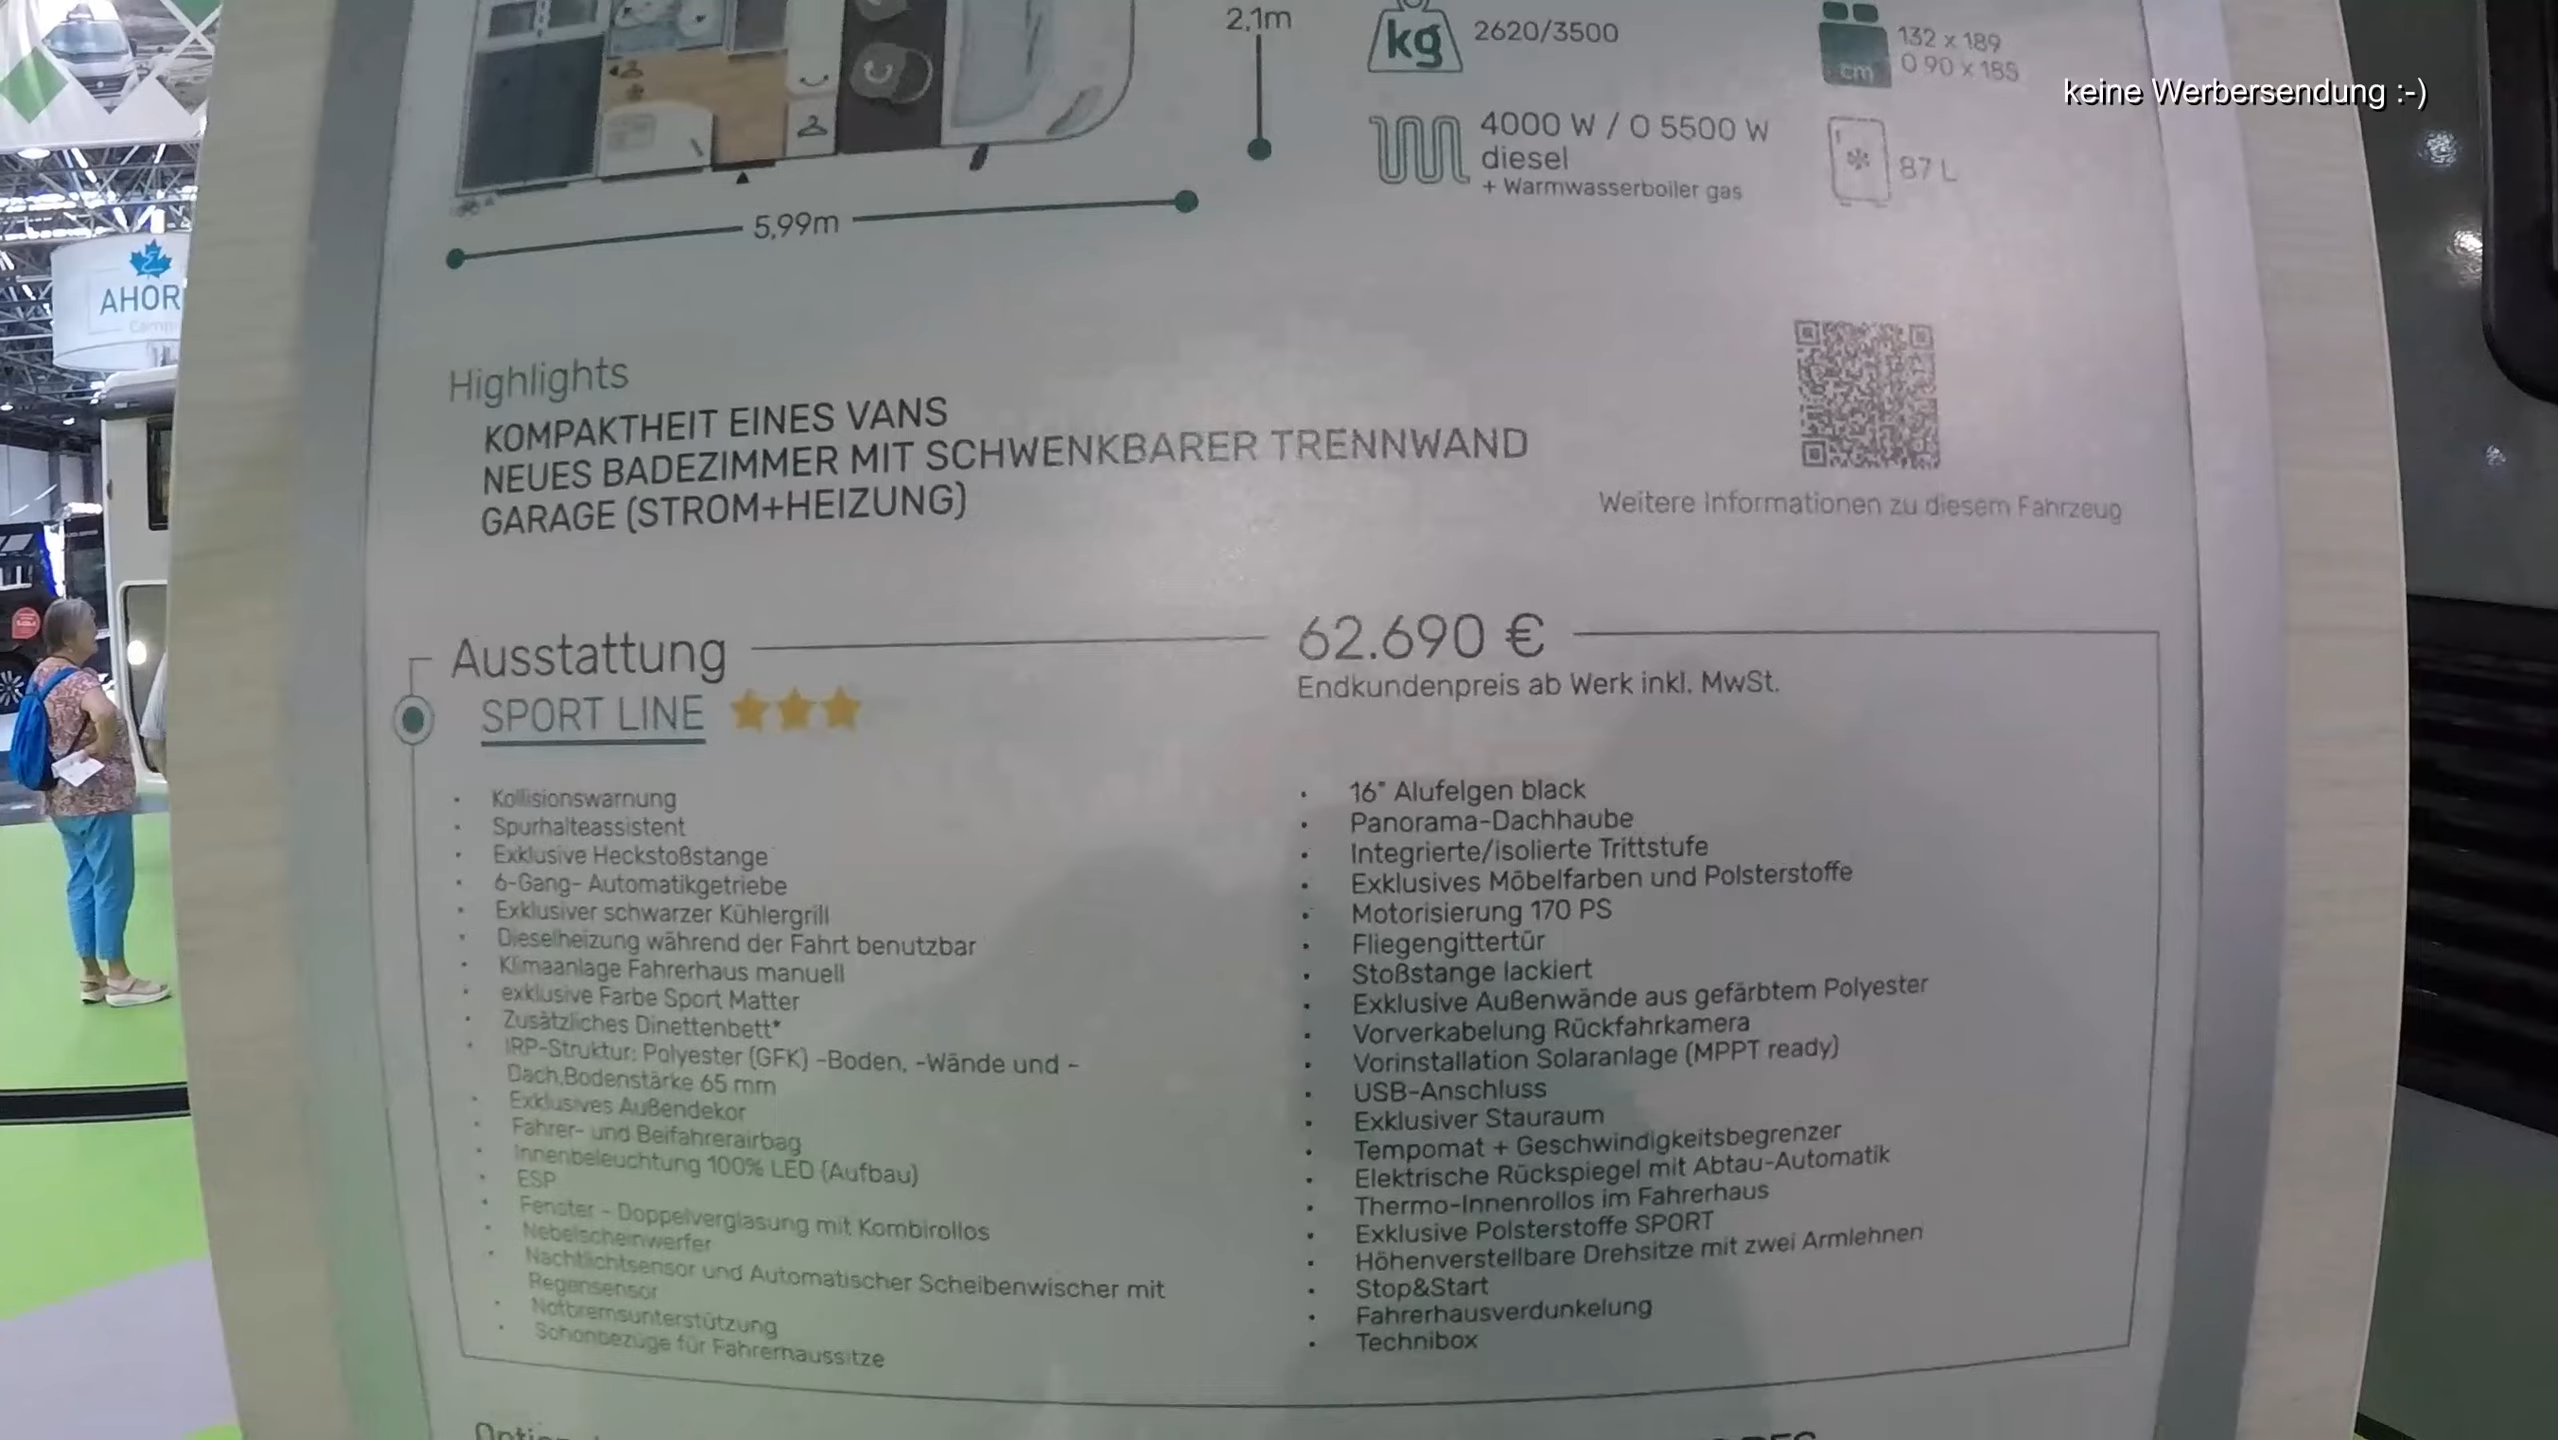 2,1m
kg
2620/3500
cm
132 x 189
O 90 x 185
keine Werbersendung :-)
4000 W / O 5500 W
diesel
+ Warmwasserboiler gas
87 L
5,99m
AHOR
Camp
Highlights
KOMPAKTHEIT EINES VANS
NEUES BADEZIMMER MIT SCHWENKBARER TRENNWAND
GARAGE (STROM+HEIZUNG)
Weitere Informationen zu diesem Fahrzeug
Ausstattung
SPORT LINE
62.690 €
Endkundenpreis ab Werk inkl. MwSt.
• Kollisionswarnung
• Spurhalteassistent
• Exklusive Heckstoßstange
• 6-Gang- Automatikgetriebe
• Exklusiver schwarzer Kühlergrill
• Dieselheizung während der Fahrt benutzbar
• Klimaanlage Fahrerhaus manuell
• exklusive Farbe Sport Matter
• Zusätzliches Dinettenbett*
• IRP-Struktur: Polyester (GFK) -Boden, -Wände und -
Dach,Bodenstärke 65 mm
• Exklusives Außendekor
• Fahrer- und Beifahrerairbag
• Innenbeleuchtung 100% LED (Aufbau)
• ESP
• Fenster - Doppelverglasung mit Kombirollos
• Nebelscheinwerfer
• Nachtlichtsensor und Automatischer Scheibenwischer mit
Regensensor
• Notbremsunterstützung
• Schonbezüge für Fahrerhaussitze
• 16" Alufelgen black
• Panorama-Dachhaube
• Integrierte/isolierte Trittstufe
• Exklusives Möbelfarben und Polsterstoffe
• Motorisierung 170 PS
• Fliegengittertür
• Stoßstange lackiert
• Exklusive Außenwände aus gefärbtem Polyester
• Vorverkabelung Rückfahrkamera
• Vorinstallation Solaranlage (MPPT ready)
• USB-Anschluss
• Exklusiver Stauraum
• Tempomat + Geschwindigkeitsbegrenzer
• Elektrische Rückspiegel mit Abtau-Automatik
• Thermo-Innenrollos im Fahrerhaus
• Exklusive Polsterstoffe SPORT
• Höhenverstellbare Drehsitze mit zwei Armlehnen
• Stop&Start
• Fahrerhausverdunkelung
• Technibox